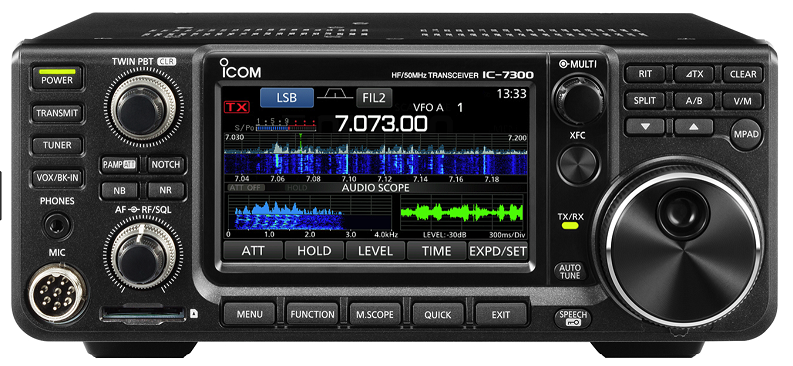 TWIN PBT CLR
POWER
TRANSMIT
TUNER
VOX/BK-IN
PHONES
MIC
P.AMP ATT
NOTCH
NB
NR
AF RF/SQL
ICOM
HF/50MHz TRANSCEIVER IC-7300
LSB
FIL2
13:33
TX
VFO A 1
S/Po 1 5 9
7.073.00
7.030
7.200
7.04 7.06 7.08 7.10 7.12 7.14 7.16 7.18
ATT OFF
HOLD
AUDIO SCOPE
0 1.0 2.0 3.0 4.0kHz
LEVEL:-30dB
300ms/Div
ATT
HOLD
LEVEL
TIME
EXPD/SET
MENU
FUNCTION
M.SCOPE
QUICK
EXIT
MULTI
XFC
TX/RX
AUTO
TUNE
SPEECH
RIT
⊿TX
CLEAR
SPLIT
A/B
V/M
MPAD